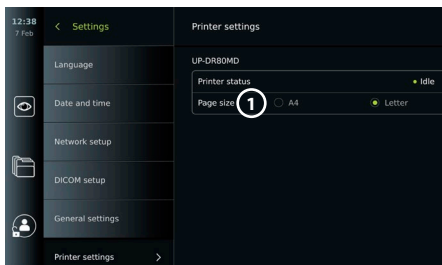 12:38
7 Feb
Settings
Printer settings
Language
Date and time
Network setup
DICOM setup
General settings
Printer settings
UP-DR80MD
Printer status
Idle
Page size
1
A4
Letter